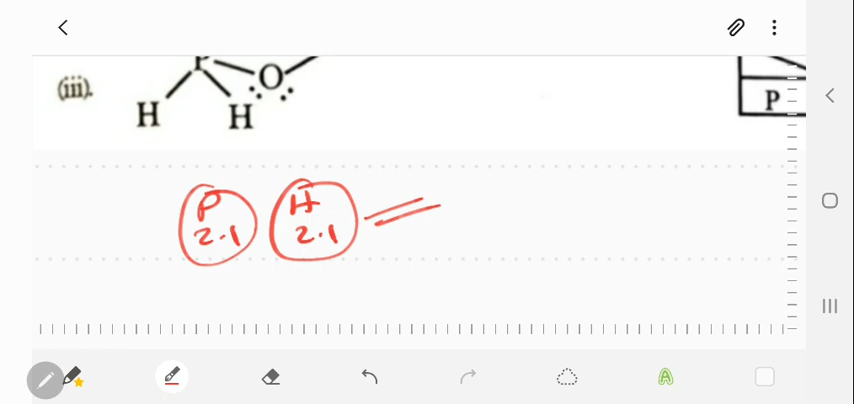 P O
(iii). H H
P
P H
2.1 2.1 =